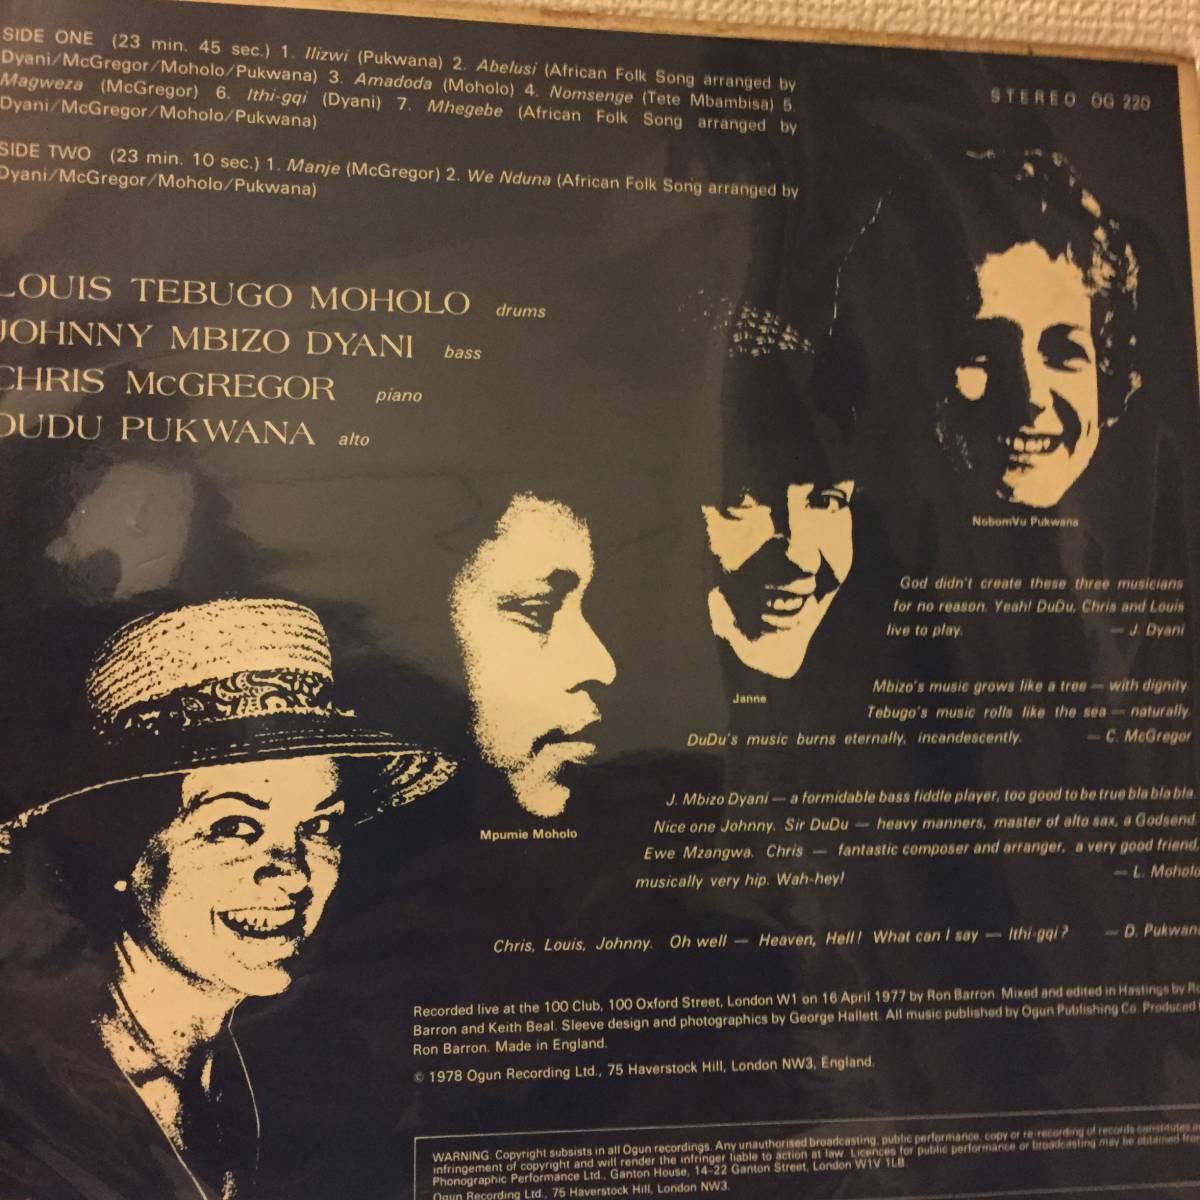 SIDE ONE (23 min. 45 sec.) 1. Ilizwi (Pukwana) 2. Abelusi (African Folk Song arranged by
Dyani/McGregor/Moholo/Pukwana) 3. Amadoda (Moholo) 4. Nomsenge (Tete Mbambisa) 5.
Magweza (McGregor) 6. Ithi-gqi (Dyani) 7. Mhegebe (African Folk Song arranged by
Dyani/McGregor/Moholo/Pukwana)
SIDE TWO (23 min. 10 sec.) 1. Manje (McGregor) 2. We Nduna (African Folk Song arranged by
Dyani/McGregor/Moholo/Pukwana)
STEREO OG 220
LOUIS TEBUGO MOHOLO drums
JOHNNY MBIZO DYANI bass
CHRIS McGREGOR piano
DUDU PUKWANA alto
NobomVu Pukwana
God didn't create these three musicians
for no reason. Yeah! DuDu, Chris and Louis
live to play. — J. Dyani
Janne
Mbizo's music grows like a tree — with dignity.
Tebugo's music rolls like the sea — naturally.
DuDu's music burns eternally, incandescently. — C. McGregor
Mpumie Moholo
J. Mbizo Dyani — a formidable bass fiddle player, too good to be true bla bla bla.
Nice one Johnny. Sir DuDu — heavy manners, master of alto sax, a Godsend.
Ewe Mzangwa. Chris — fantastic composer and arranger, a very good friend,
musically very hip. Wah-hey! — L. Moholo
Chris, Louis, Johnny. Oh well — Heaven, Hell! What can I say — Ithi-gqi? — D. Pukwan
Recorded live at the 100 Club, 100 Oxford Street, London W1 on 16 April 1977 by Ron Barron. Mixed and edited in Hastings by R
Barron and Keith Beal. Sleeve design and photographics by George Hallett. All music published by Ogun Publishing Co. Produced
Ron Barron. Made in England.
© 1978 Ogun Recording Ltd., 75 Haverstock Hill, London NW3, England.
WARNING: Copyright subsists in all Ogun recordings. Any unauthorised broadcasting, public performance, copy or re-recording of records constitutes
infringement of copyright and will render the infringer liable to action at law. Licences for public performance or broadcasting may be obtained from
Phonographic Performance Ltd., Ganton House, 14-22 Ganton Street, London W1V 1LB.
Ogun Recording Ltd., 75 Haverstock Hill, London NW3.